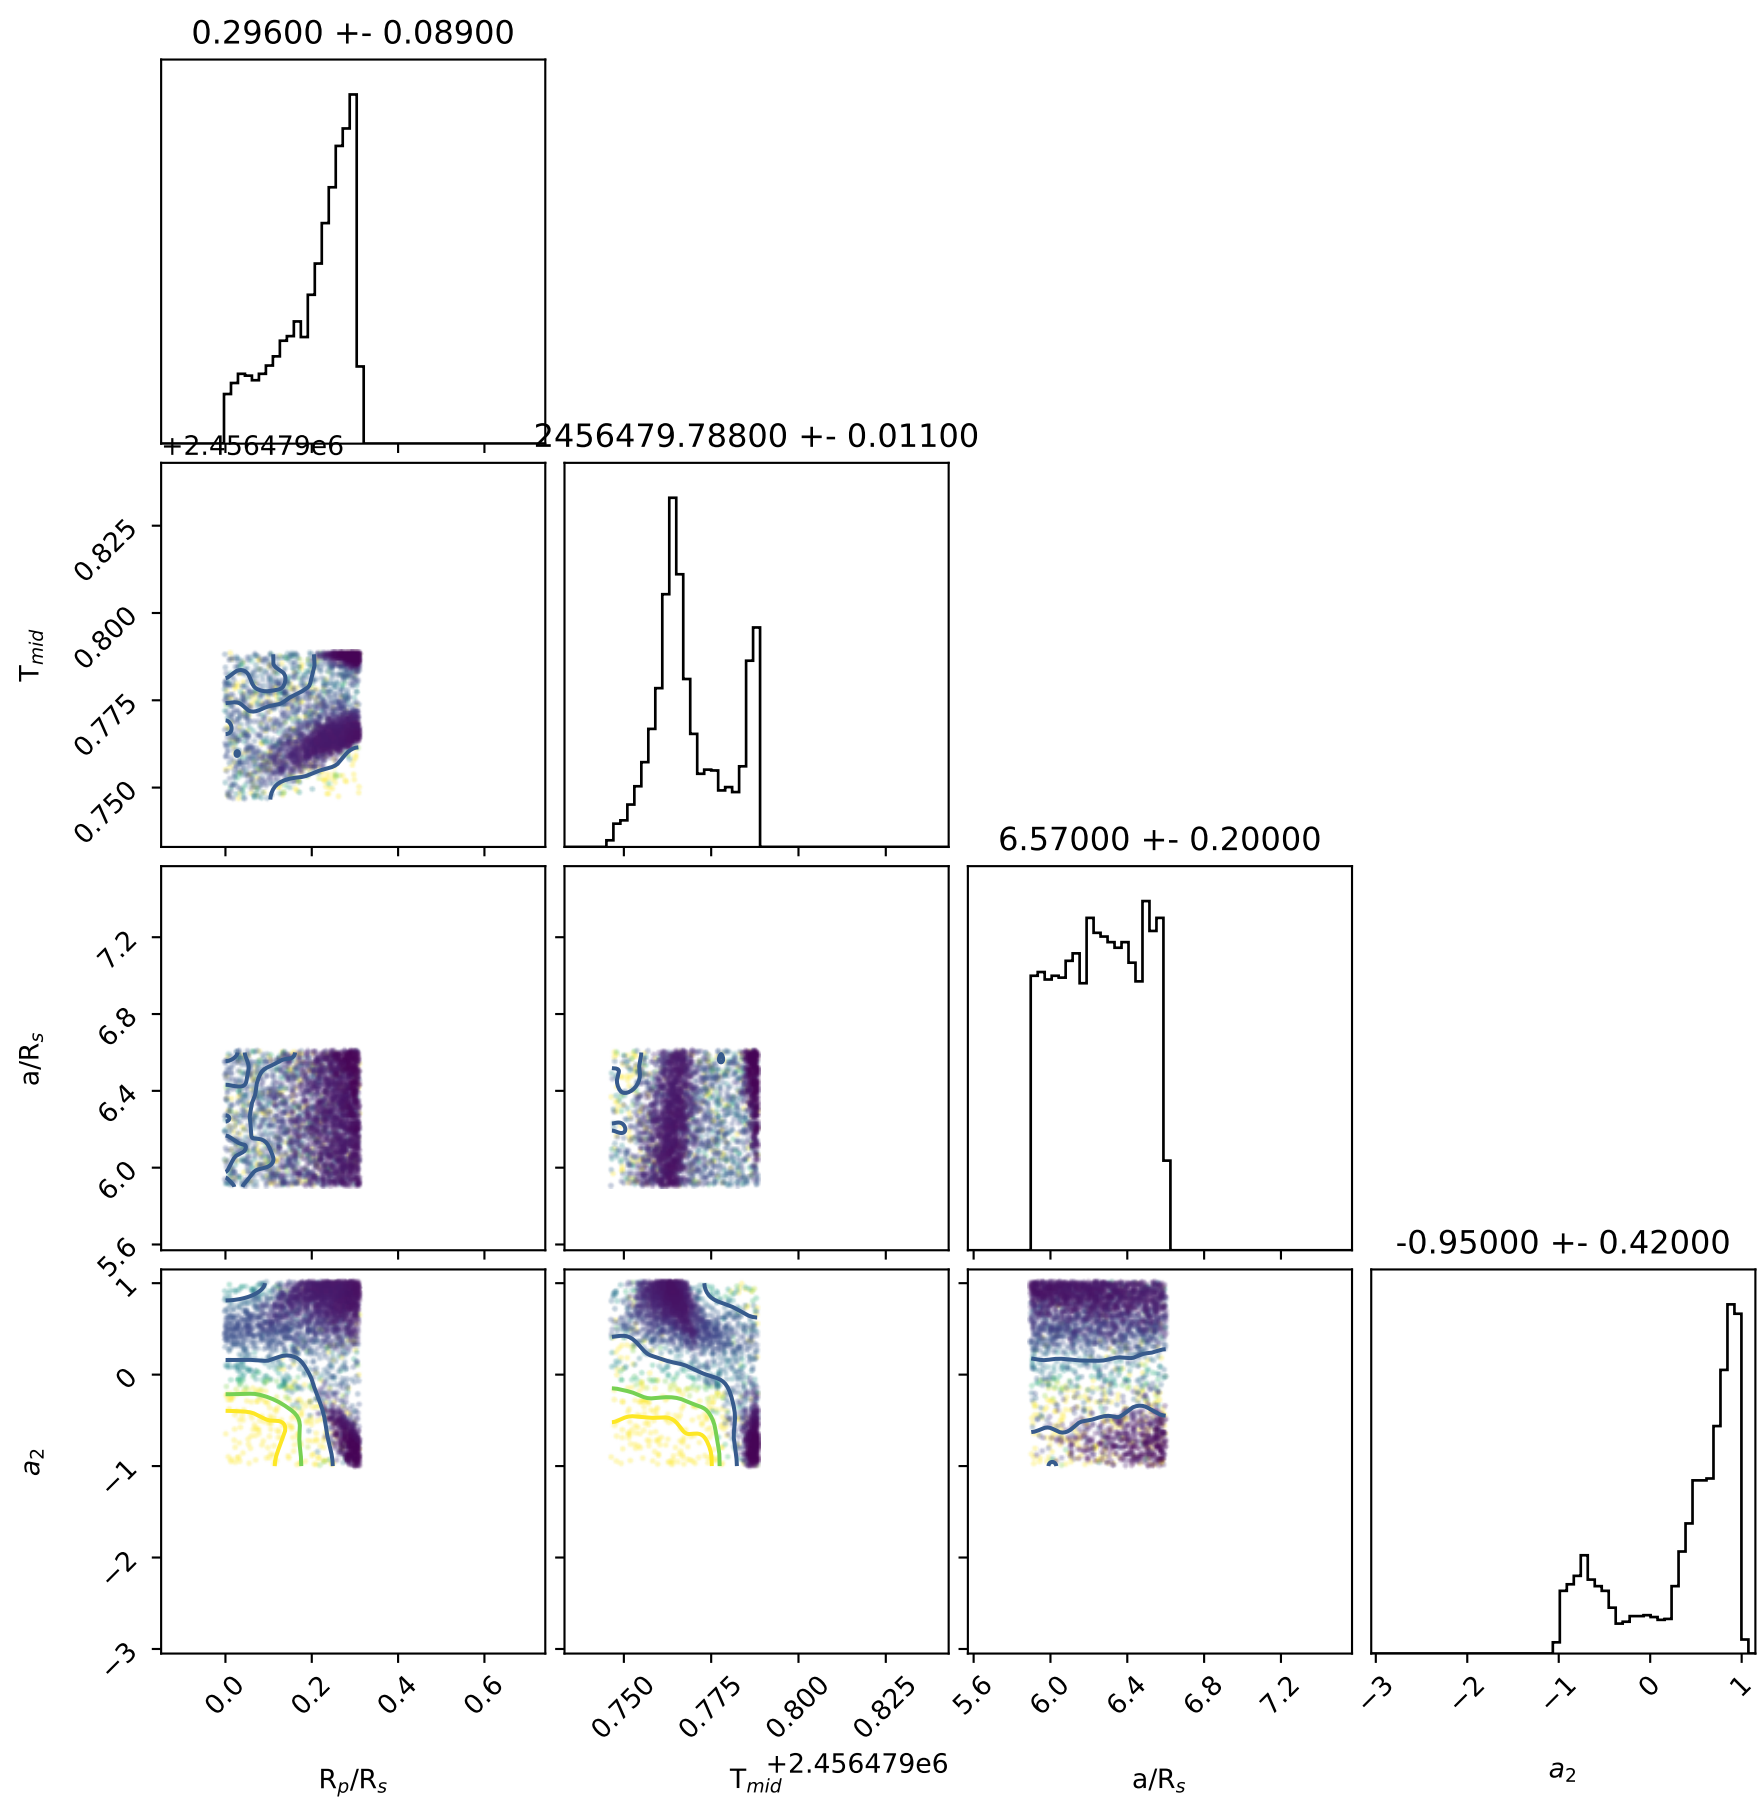 0.29600 +- 0.08900
+2.456479e6
2456479.78800 +- 0.01100
0.825
0.800
0.775
0.750
T_mid
6.57000 +- 0.20000
7.2
6.8
6.4
6.0
5.6
a/R_s
-0.95000 +- 0.42000
1
0
−1
−2
−3
a_2
0.0 0.2 0.4 0.6
0.750 0.775 0.800 0.825
5.6 6.0 6.4 6.8 7.2
−3 −2 −1 0 1
+2.456479e6
R_p/R_s T_mid a/R_s a_2